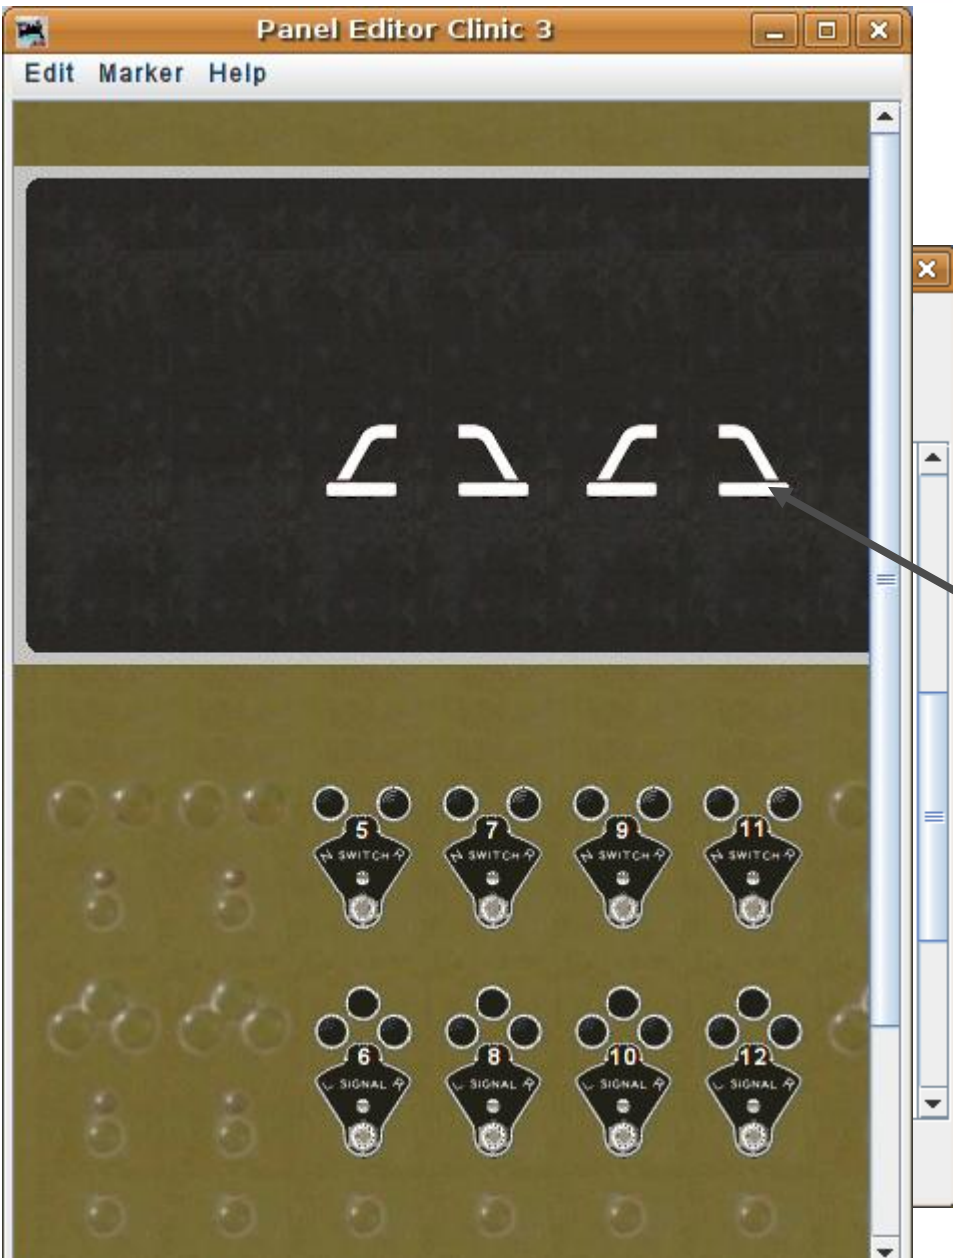 Panel Editor Clinic 3
Edit Marker Help
5 7 9 11
N SWITCH R N SWITCH R N SWITCH R N SWITCH R
6 8 10 12
L SIGNAL R L SIGNAL R L SIGNAL R L SIGNAL R